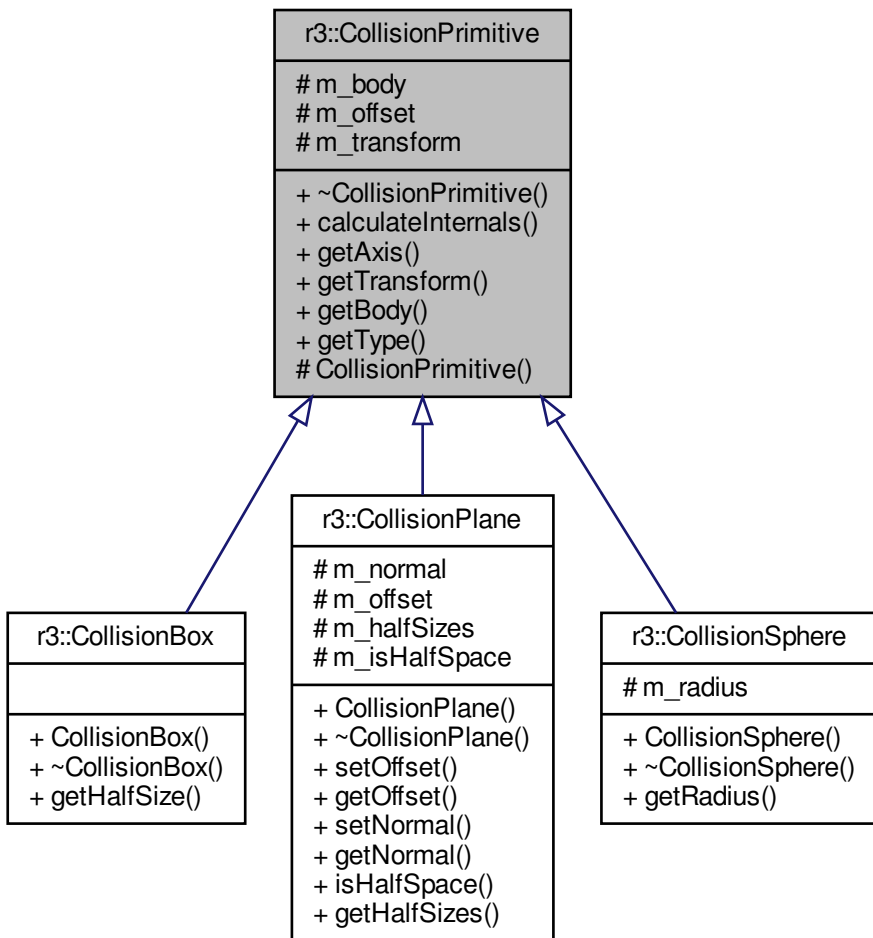 r3::CollisionPrimitive
# m_body
# m_offset
# m_transform
+ ~CollisionPrimitive()
+ calculateInternals()
+ getAxis()
+ getTransform()
+ getBody()
+ getType()
# CollisionPrimitive()
r3::CollisionBox
+ CollisionBox()
+ ~CollisionBox()
+ getHalfSize()
r3::CollisionPlane
# m_normal
# m_offset
# m_halfSizes
# m_isHalfSpace
+ CollisionPlane()
+ ~CollisionPlane()
+ setOffset()
+ getOffset()
+ setNormal()
+ getNormal()
+ isHalfSpace()
+ getHalfSizes()
r3::CollisionSphere
# m_radius
+ CollisionSphere()
+ ~CollisionSphere()
+ getRadius()